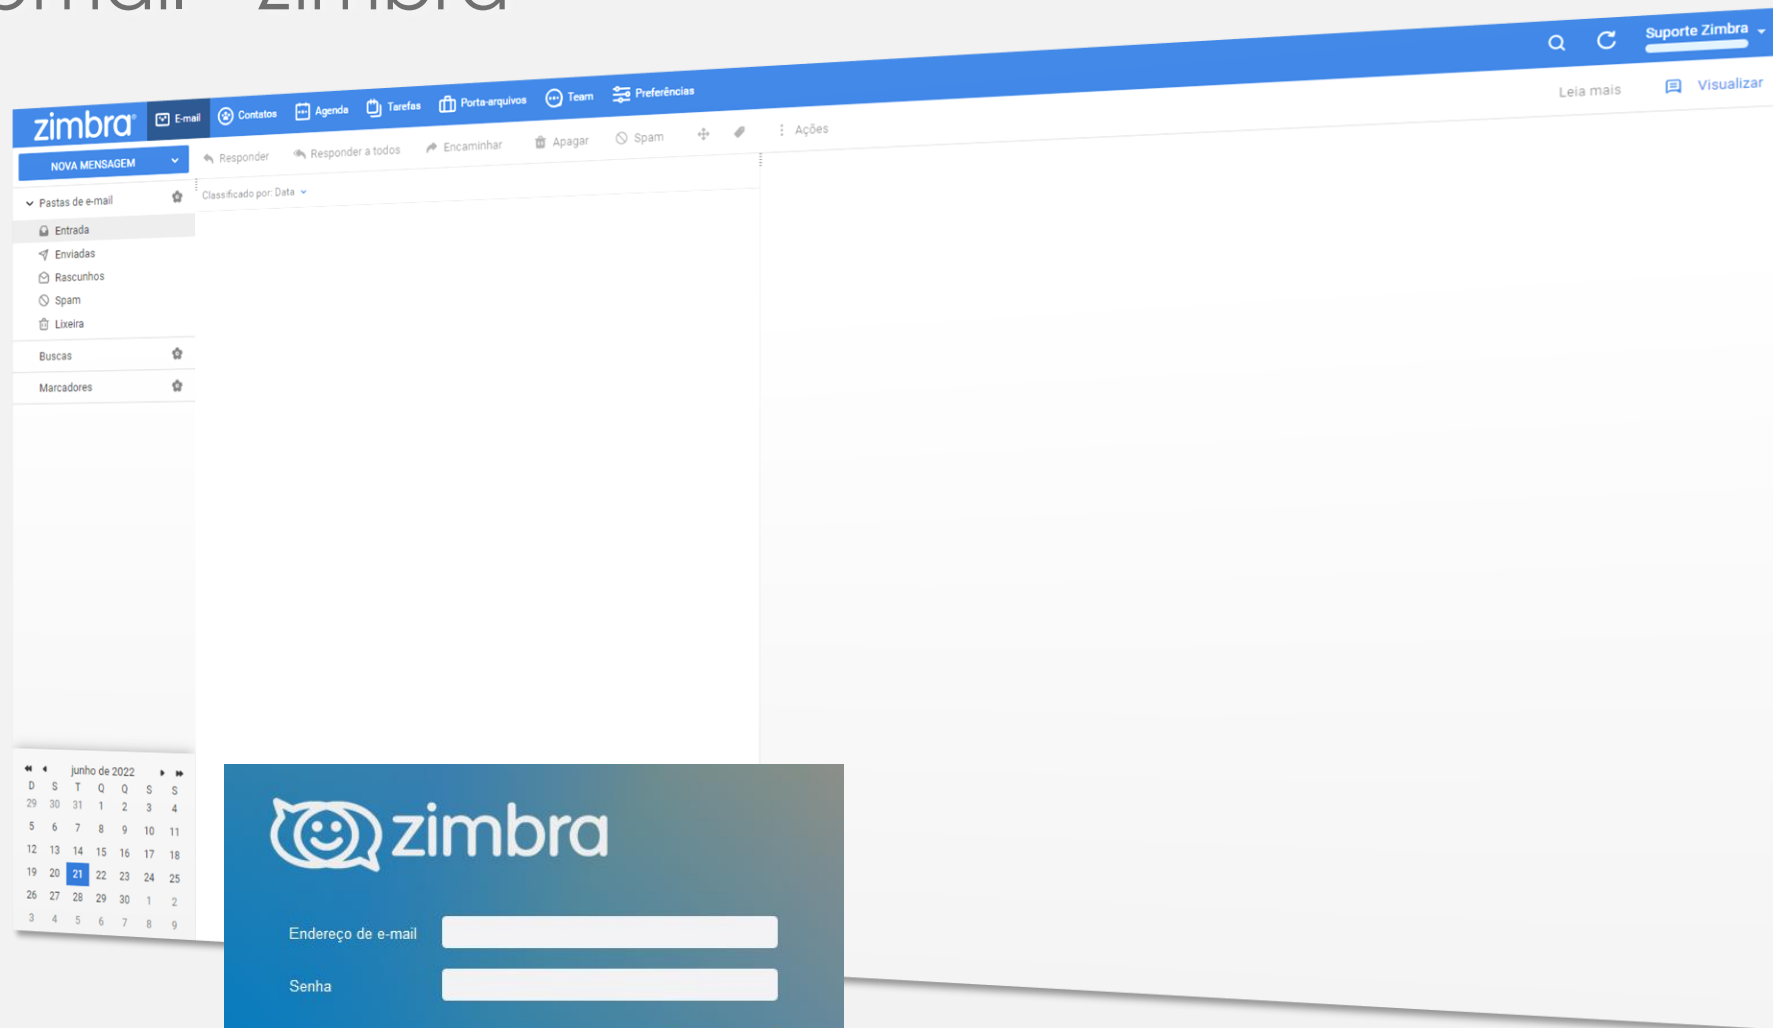 zimbra
zimbra
E-mail
Contatos
Agenda
Tarefas
Porta-arquivos
Team
Preferências
Suporte Zimbra
NOVA MENSAGEM
Responder
Responder a todos
Encaminhar
Apagar
Spam
Ações
Leia mais
Visualizar
Pastas de e-mail
Classificado por: Data
Entrada
Enviadas
Rascunhos
Spam
Lixeira
Buscas
Marcadores
junho de 2022
D S T Q Q S S
29 30 31 1 2 3 4
5 6 7 8 9 10 11
12 13 14 15 16 17 18
19 20 21 22 23 24 25
26 27 28 29 30 1 2
3 4 5 6 7 8 9
zimbra
Endereço de e-mail
Senha